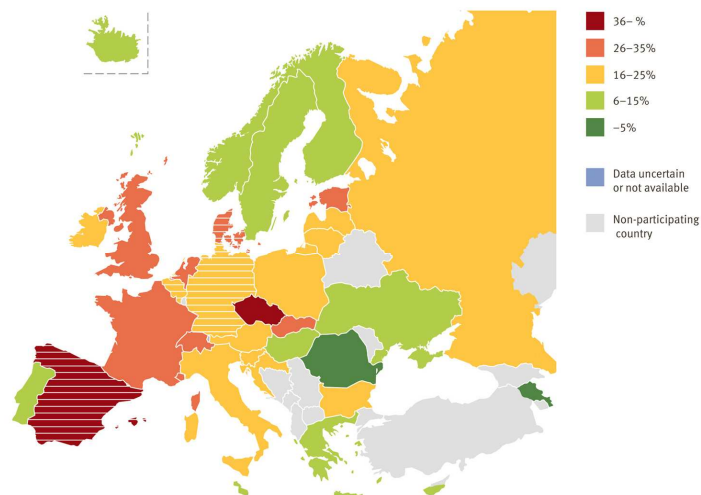 36– %
26–35%
16–25%
6–15%
–5%
Data uncertain
or not available
Non-participating
country